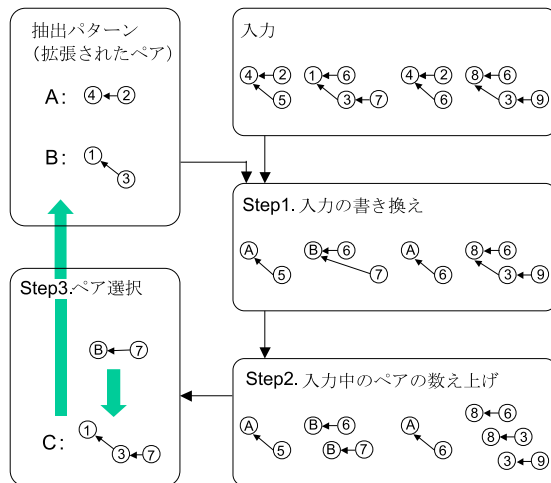 抽出パターン
（拡張されたペア）
A: 4 2
B: 1
3
入力
4 2 1 6 4 2 8 6
5 3 7 6 3 9
Step1. 入力の書き換え
A B 6 A 8 6
5 7 6 3 9
Step2. 入力中のペアの数え上げ
A B 6 A 8 6
5 B 7 6 8 3
3 9
Step3. ペア選択
B 7
C: 1
3 7